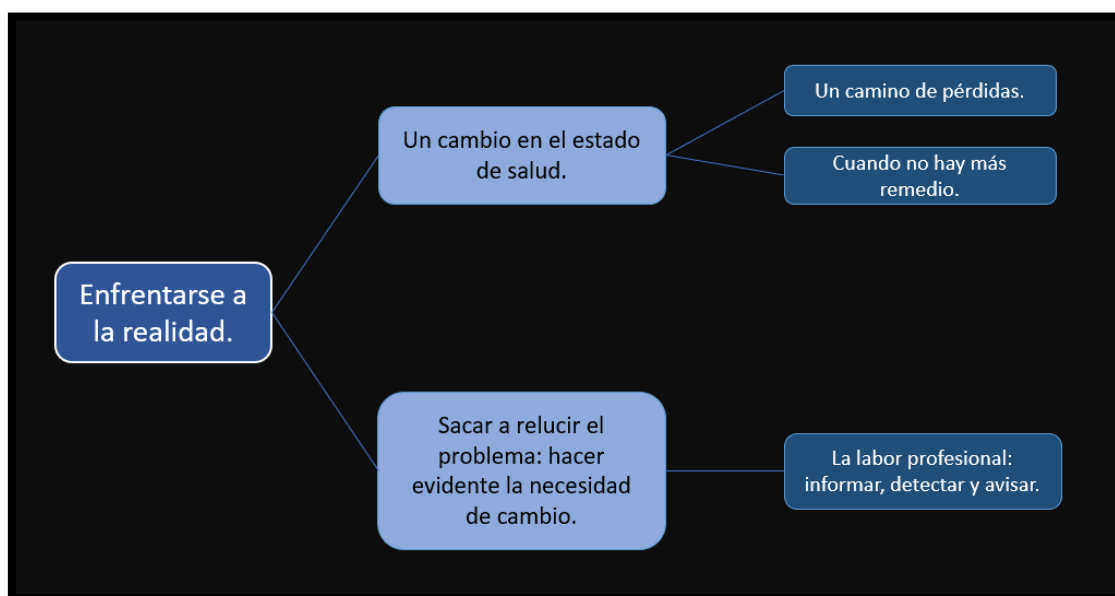 Enfrentarse a
la realidad.
Un cambio en el estado
de salud.
Un camino de pérdidas.
Cuando no hay más
remedio.
Sacar a relucir el
problema: hacer
evidente la necesidad
de cambio.
La labor profesional:
informar, detectar y avisar.